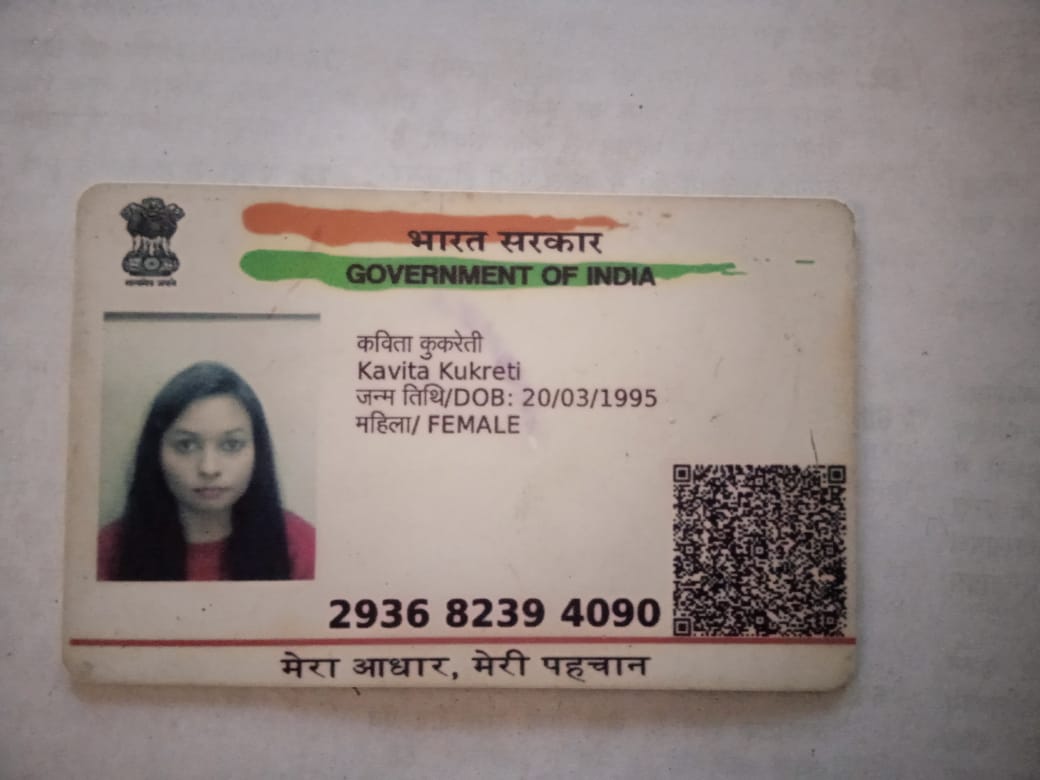 भारत सरकार
GOVERNMENT OF INDIA
सत्यमेव जयते
कविता कुकरेती
Kavita Kukreti
जन्म तिथि/DOB: 20/03/1995
महिला/ FEMALE
2936 8239 4090
मेरा आधार, मेरी पहचान